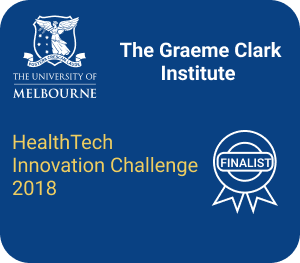 The Graeme Clark
Institute
THE UNIVERSITY OF
MELBOURNE
HealthTech
Innovation Challenge
2018
FINALIST